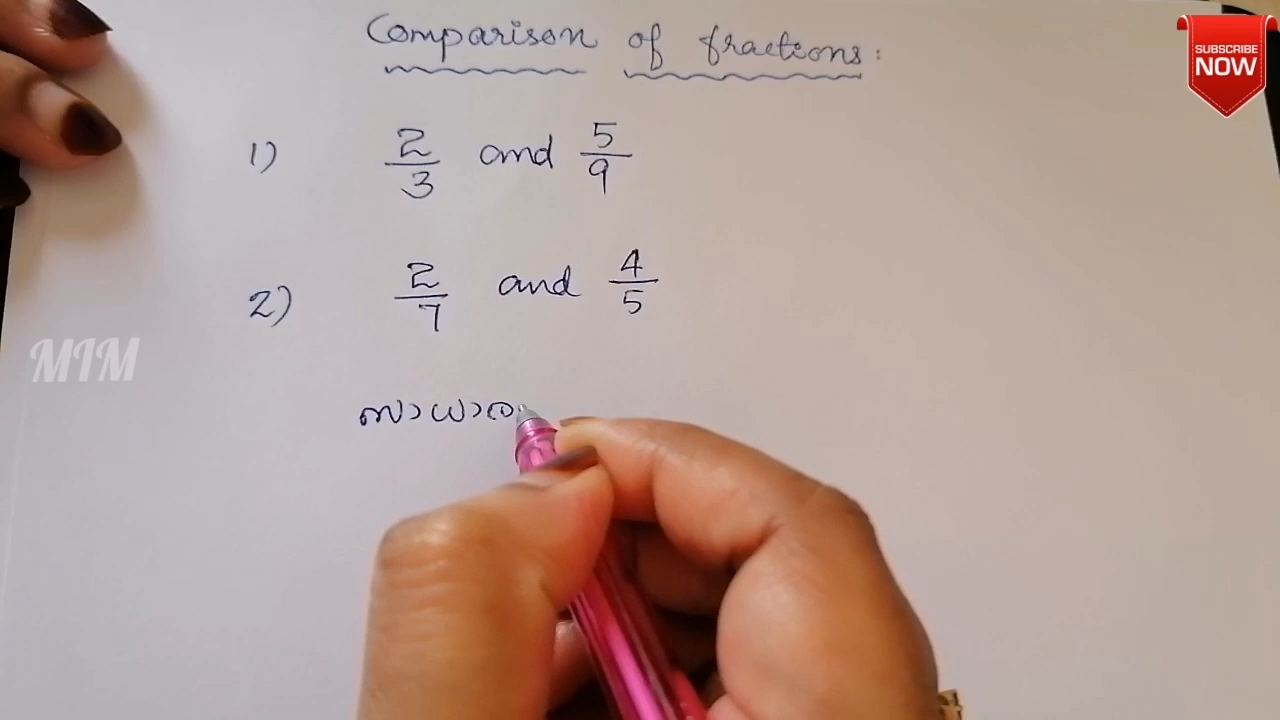 Comparison of fractions:
SUBSCRIBE
NOW
1) 2/3 and 5/9
2) 2/7 and 4/5
MIM
സാധാര